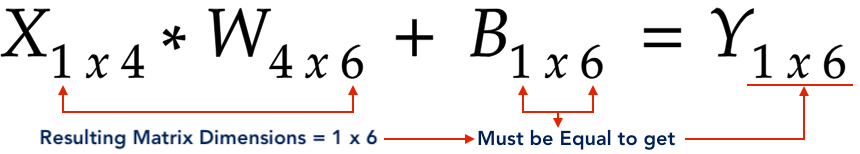 X1 x 4 * W4 x 6 + B1 x 6 = Y1 x 6
Resulting Matrix Dimensions = 1 x 6 Must be Equal to get